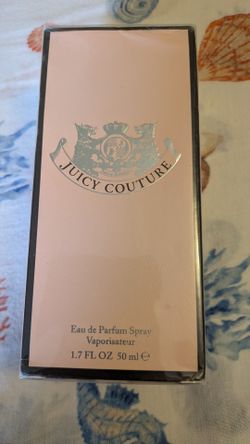 JUICY COUTURE
Eau de Parfum Spray
Vaporisateur
1.7 FL OZ 50 ml ℮